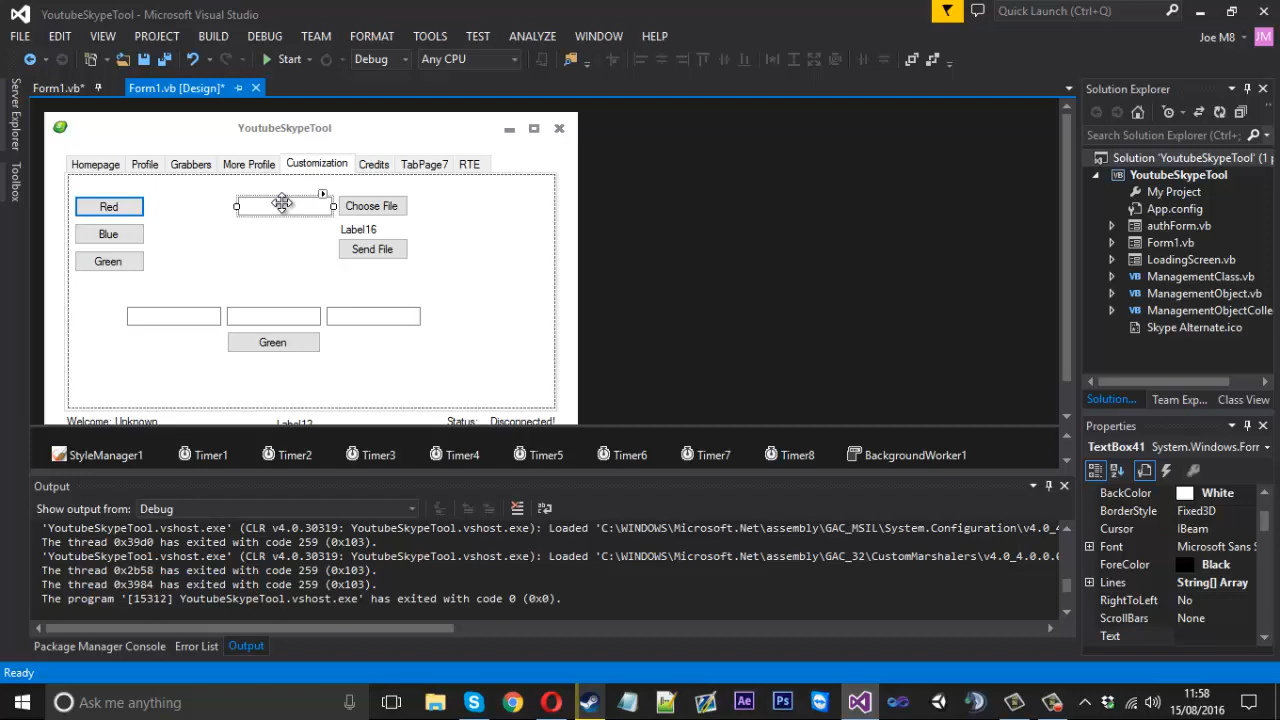 YoutubeSkypeTool - Microsoft Visual Studio
Quick Launch (Ctrl+Q)
FILE EDIT VIEW PROJECT BUILD DEBUG TEAM FORMAT TOOLS TEST ANALYZE WINDOW HELP
Joe M8
JM
Start
Debug
Any CPU
Server Explorer
Toolbox
Form1.vb*
Form1.vb [Design]*
YoutubeSkypeTool
Homepage Profile Grabbers More Profile Customization Credits TabPage7 RTE
Red
Choose File
Label16
Blue
Send File
Green
Green
Welcome: Unknown
Label12
Status: Disconnected!
StyleManager1 Timer1 Timer2 Timer3 Timer4 Timer5 Timer6 Timer7 Timer8 BackgroundWorker1
Output
Show output from: Debug
'YoutubeSkypeTool.vshost.exe' (CLR v4.0.30319: YoutubeSkypeTool.vshost.exe): Loaded 'C:\WINDOWS\Microsoft.Net\assembly\GAC_MSIL\System.Configuration\v4.0_4
The thread 0x39d0 has exited with code 259 (0x103).
'YoutubeSkypeTool.vshost.exe' (CLR v4.0.30319: YoutubeSkypeTool.vshost.exe): Loaded 'C:\WINDOWS\Microsoft.Net\assembly\GAC_32\CustomMarshalers\v4.0_4.0.0.0
The thread 0x2b58 has exited with code 259 (0x103).
The thread 0x3984 has exited with code 259 (0x103).
The program '[15312] YoutubeSkypeTool.vshost.exe' has exited with code 0 (0x0).
Package Manager Console Error List Output
Solution Explorer
Search Solution Explorer (Ctrl+;
Solution 'YoutubeSkypeTool' (1 p
YoutubeSkypeTool
My Project
App.config
authForm.vb
Form1.vb
LoadingScreen.vb
ManagementClass.vb
ManagementObject.vb
ManagementObjectColle
Skype Alternate.ico
Solution... Team Exp... Class View
Properties
TextBox41 System.Windows.For
BackColor White
BorderStyle Fixed3D
Cursor IBeam
Font Microsoft Sans S
ForeColor Black
Lines String[] Array
RightToLeft No
ScrollBars None
Text
Ready
Ask me anything
11:58
15/08/2016